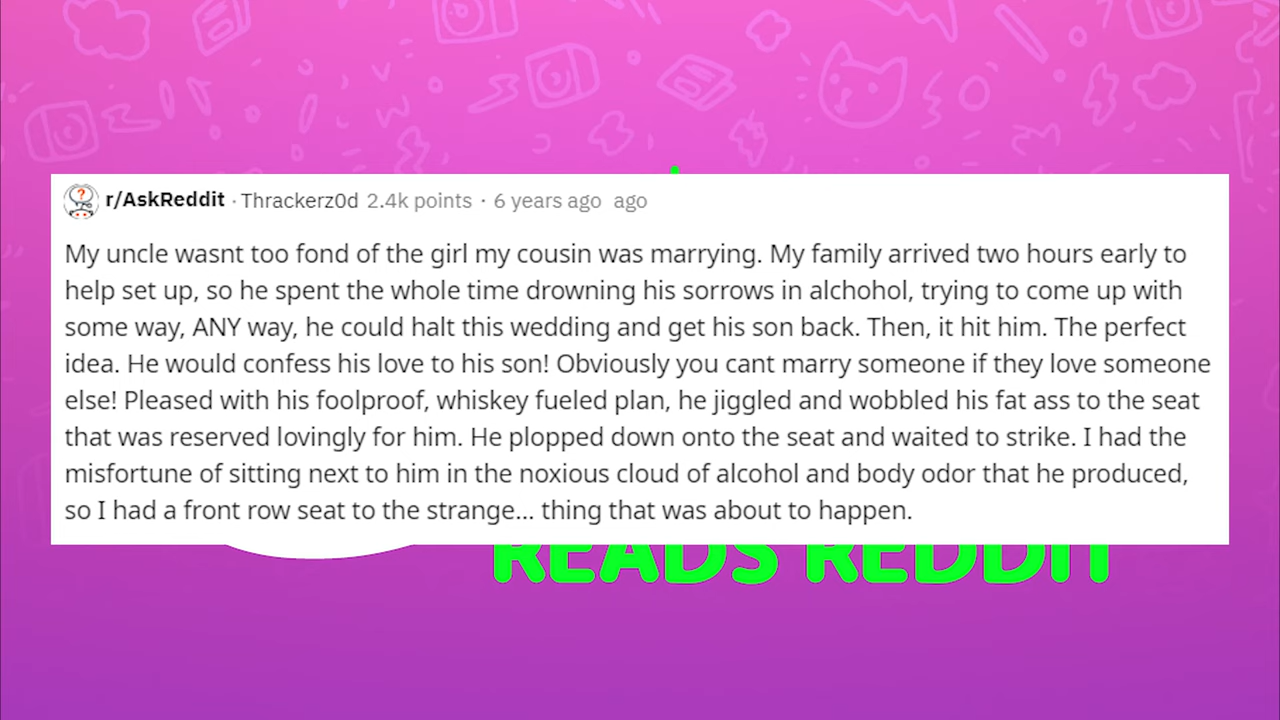 r/AskReddit · Thrackerz0d 2.4k points · 6 years ago ago
My uncle wasnt too fond of the girl my cousin was marrying. My family arrived two hours early to
help set up, so he spent the whole time drowning his sorrows in alchohol, trying to come up with
some way, ANY way, he could halt this wedding and get his son back. Then, it hit him. The perfect
idea. He would confess his love to his son! Obviously you cant marry someone if they love someone
else! Pleased with his foolproof, whiskey fueled plan, he jiggled and wobbled his fat ass to the seat
that was reserved lovingly for him. He plopped down onto the seat and waited to strike. I had the
misfortune of sitting next to him in the noxious cloud of alcohol and body odor that he produced,
so I had a front row seat to the strange... thing that was about to happen.
READS REDDIT